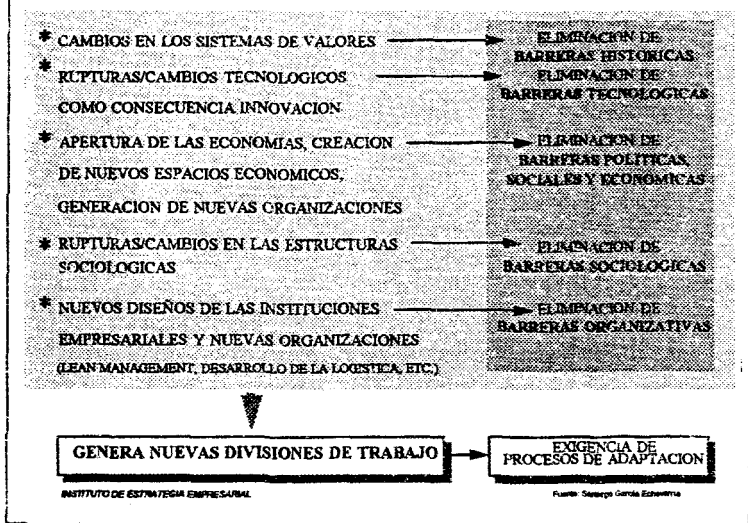 * CAMBIOS EN LOS SISTEMAS DE VALORES
ELIMINACION DE
BARRERAS HISTORICAS
* RUPTURAS/CAMBIOS TECNOLOGICOS
COMO CONSECUENCIA INNOVACION
ELIMINACION DE
BARRERAS TECNOLOGICAS
* APERTURA DE LAS ECONOMIAS, CREACION
DE NUEVOS ESPACIOS ECONOMICOS,
GENERACION DE NUEVAS ORGANIZACIONES
ELIMINACION DE
BARRERAS POLITICAS,
SOCIALES Y ECONOMICAS
* RUPTURAS/CAMBIOS EN LAS ESTRUCTURAS
SOCIOLOGICAS
ELIMINACION DE
BARRERAS SOCIOLOGICAS
* NUEVOS DISEÑOS DE LAS INSTITUCIONES
EMPRESARIALES Y NUEVAS ORGANIZACIONES
(LEAN MANAGEMENT, DESARROLLO DE LA LOGISTICA, ETC.)
ELIMINACION DE
BARRERAS ORGANIZATIVAS
GENERA NUEVAS DIVISIONES DE TRABAJO
EXIGENCIA DE
PROCESOS DE ADAPTACION
INSTITUTO DE ESTRATEGIA EMPRESARIAL
Fuente: Santiago García Echevarría